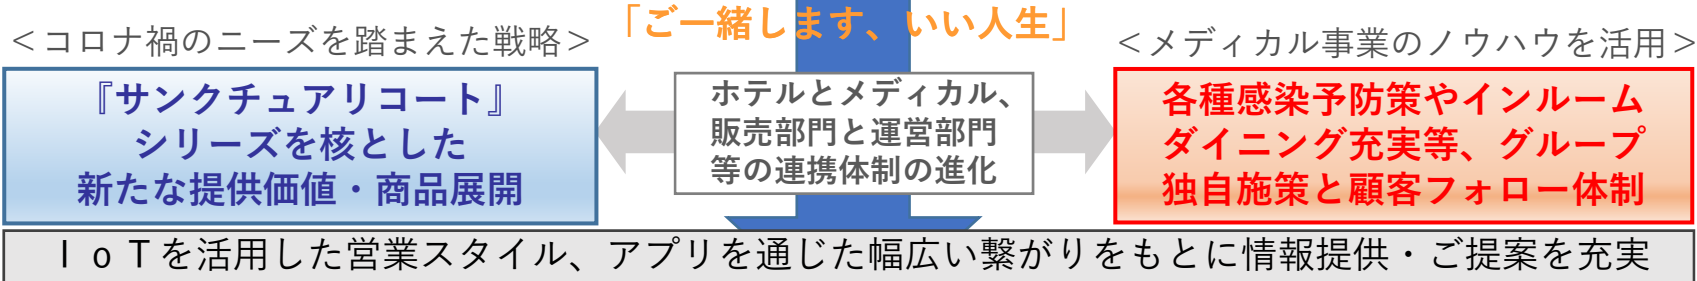 「ご一緒します、いい人生」
＜コロナ禍のニーズを踏まえた戦略＞
『サンクチュアリコート』
シリーズを核とした
新たな提供価値・商品展開
ホテルとメディカル、
販売部門と運営部門
等の連携体制の進化
＜メディカル事業のノウハウを活用＞
各種感染予防策やインルーム
ダイニング充実等、グループ
独自施策と顧客フォロー体制
ＩｏＴを活用した営業スタイル、アプリを通じた幅広い繋がりをもとに情報提供・ご提案を充実